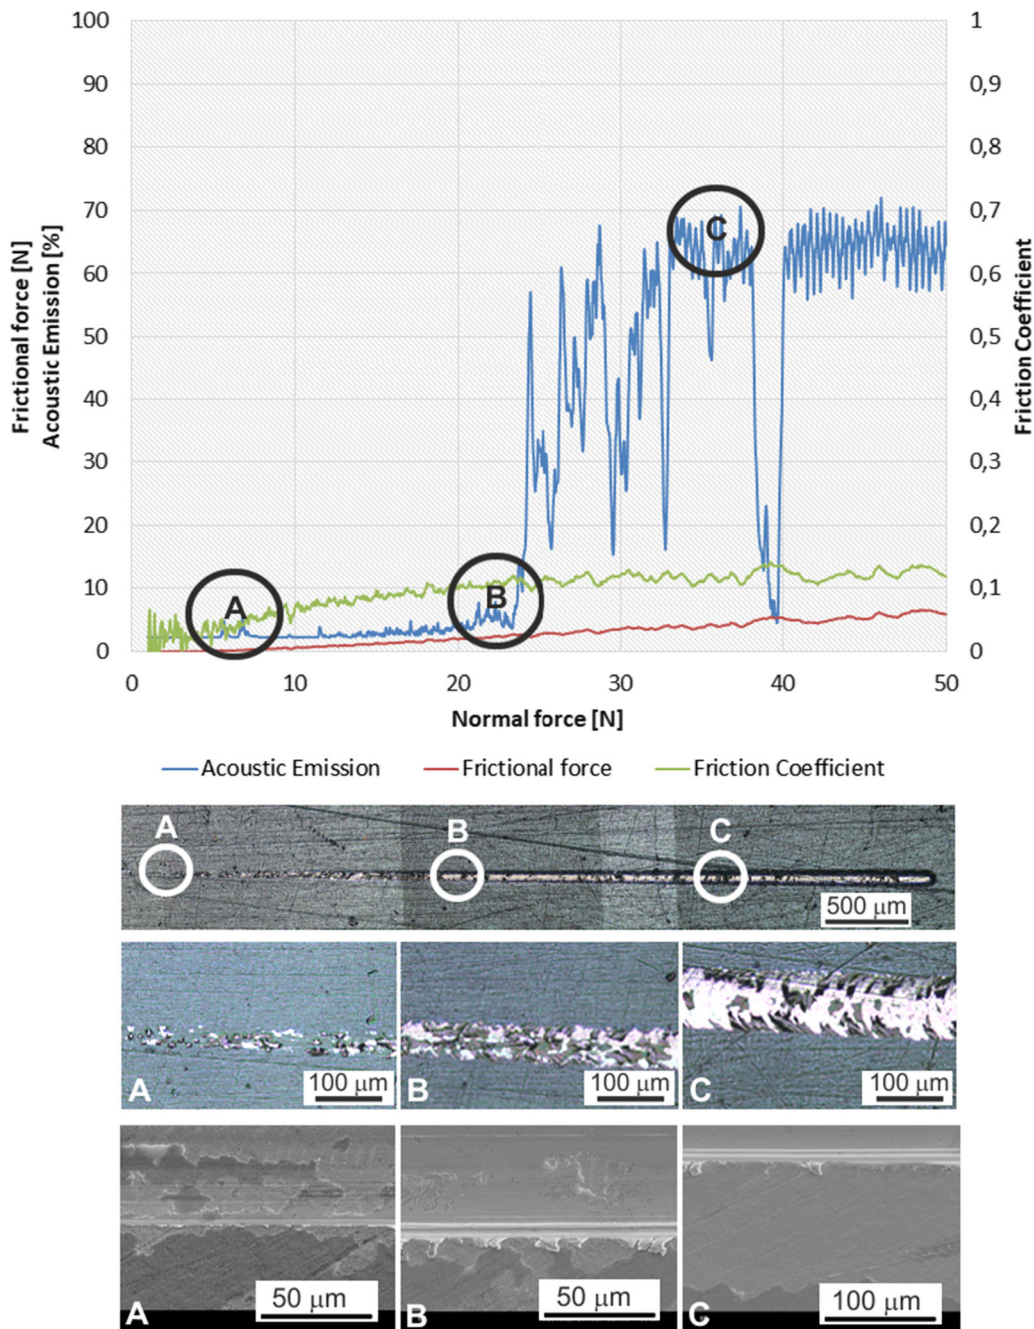 100
90
80
70
60
50
40
30
20
10
0
Frictional force [N]
Acoustic Emission [%]
1
0,9
0,8
0,7
0,6
0,5
0,4
0,3
0,2
0,1
0
Friction Coefficient
A
B
C
0 10 20 30 40 50
Normal force [N]
Acoustic Emission Frictional force Friction Coefficient
A B C
500 µm
A 100 µm
B 100 µm
C 100 µm
A 50 µm
B 50 µm
C 100 µm